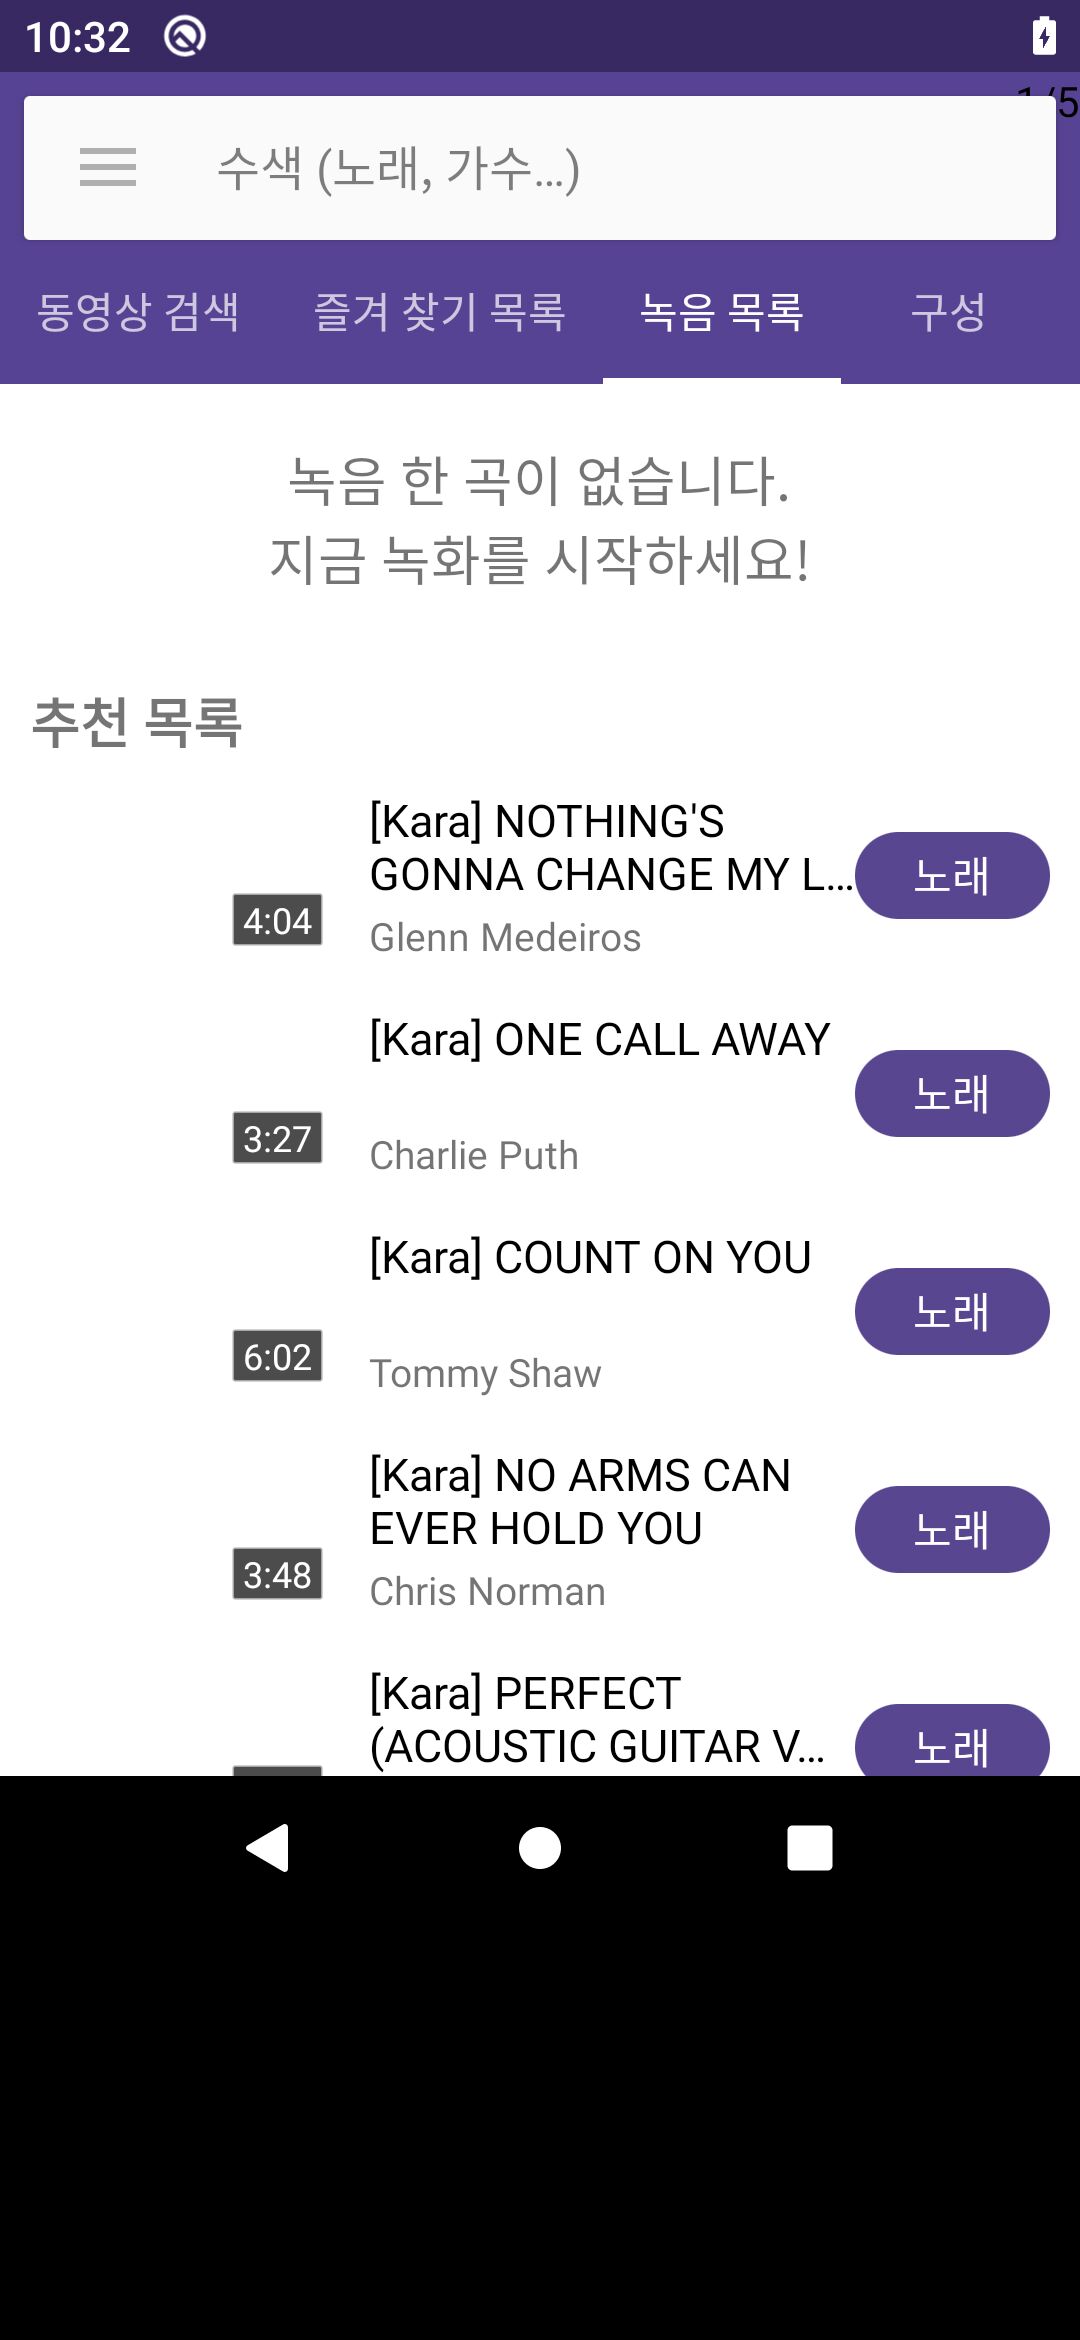 10:32
1/5
수색 (노래, 가수...)
동영상 검색 즐겨 찾기 목록 녹음 목록 구성
녹음 한 곡이 없습니다.
지금 녹화를 시작하세요!
추천 목록
[Kara] NOTHING'S
GONNA CHANGE MY L...
노래
4:04
Glenn Medeiros
[Kara] ONE CALL AWAY
노래
3:27
Charlie Puth
[Kara] COUNT ON YOU
노래
6:02
Tommy Shaw
[Kara] NO ARMS CAN
EVER HOLD YOU
노래
3:48
Chris Norman
[Kara] PERFECT
(ACOUSTIC GUITAR V...
노래